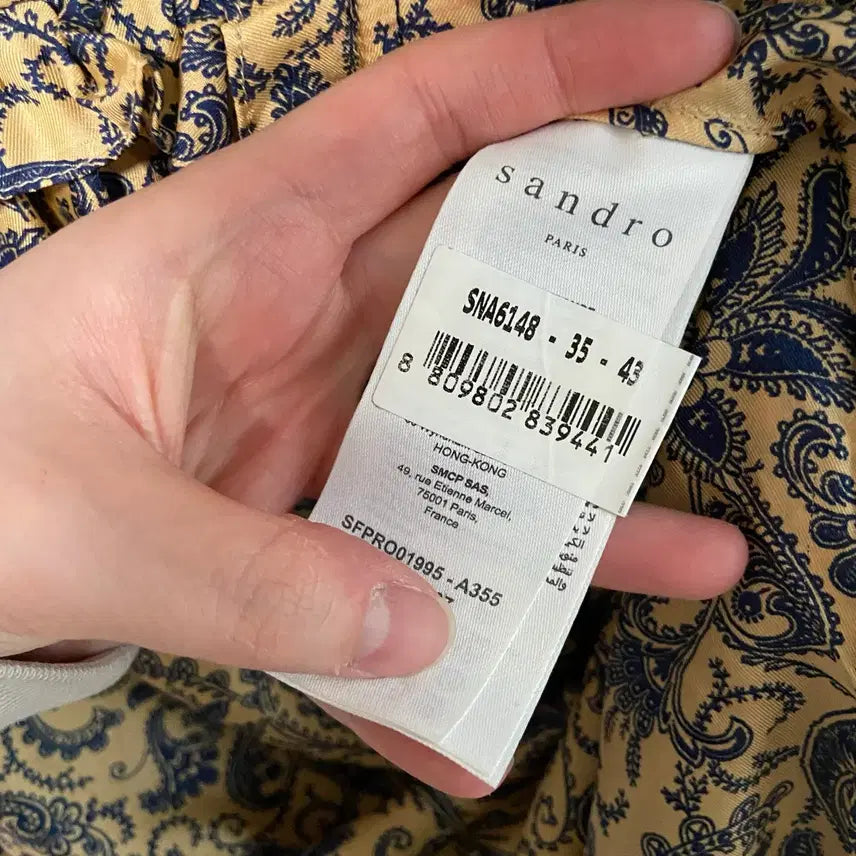 sandro
PARIS
SNA6148 - 35 - 43
8 809802 839441
HONG-KONG
SMCP SAS,
49, rue Etienne Marcel,
75001 Paris,
France
SFPRO01995 - A355